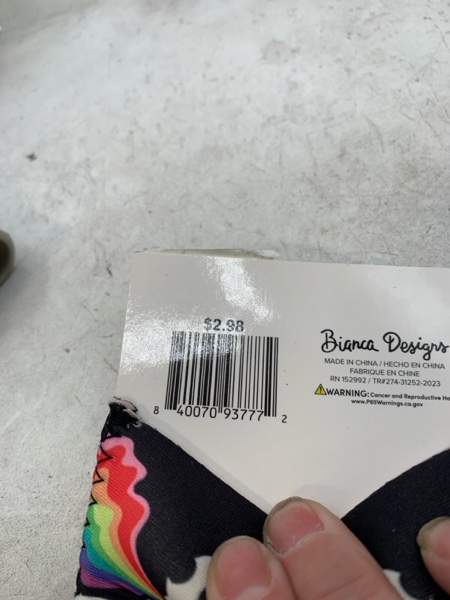 $2.98
8 40070 93777 2
Bianca Designs
MADE IN CHINA / HECHO EN CHINA
FABRIQUE EN CHINE
RN 152992 / TR#274-31252-2023
WARNING: Cancer and Reproductive Ha
www.P65Warnings.ca.gov